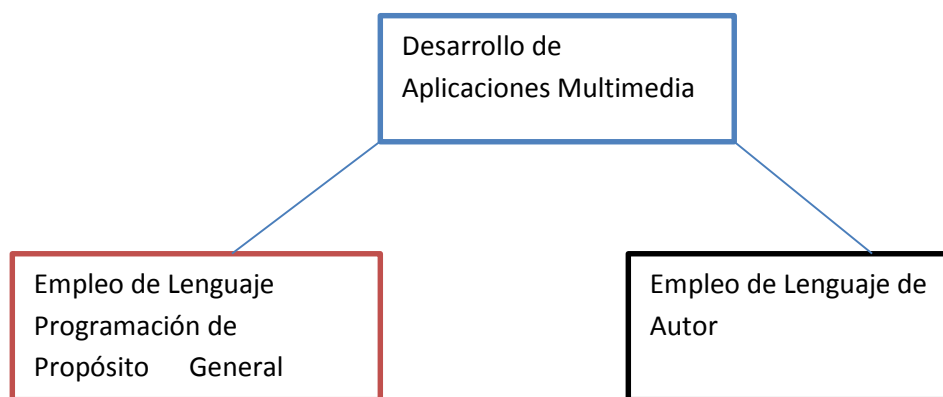 Desarrollo de
Aplicaciones Multimedia
Empleo de Lenguaje
Programación de
Propósito General
Empleo de Lenguaje de
Autor